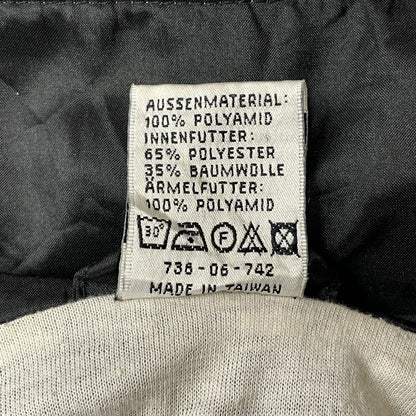 AUSSENMATERIAL:
100% POLYAMID
INNENFUTTER:
65% POLYESTER
35% BAUMWOLLE
ÄRMELFUTTER:
100% POLYAMID
30° F
738-06-742
MADE IN TAIWAN